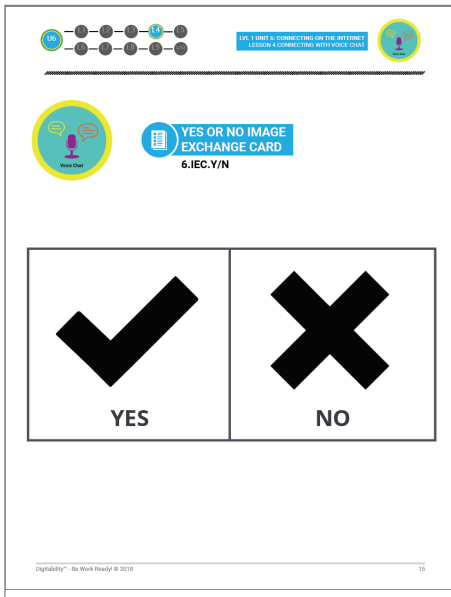 U6
L1 L2 L3 L4 L5
L6 L7 L8 L9 L10
LVL 1 UNIT 6: CONNECTING ON THE INTERNET
LESSON 4 CONNECTING WITH VOICE CHAT
Voice Chat
Voice Chat
YES OR NO IMAGE
EXCHANGE CARD
6.IEC.Y/N
YES
NO
Digitability™ - Be Work Ready! © 2018
15